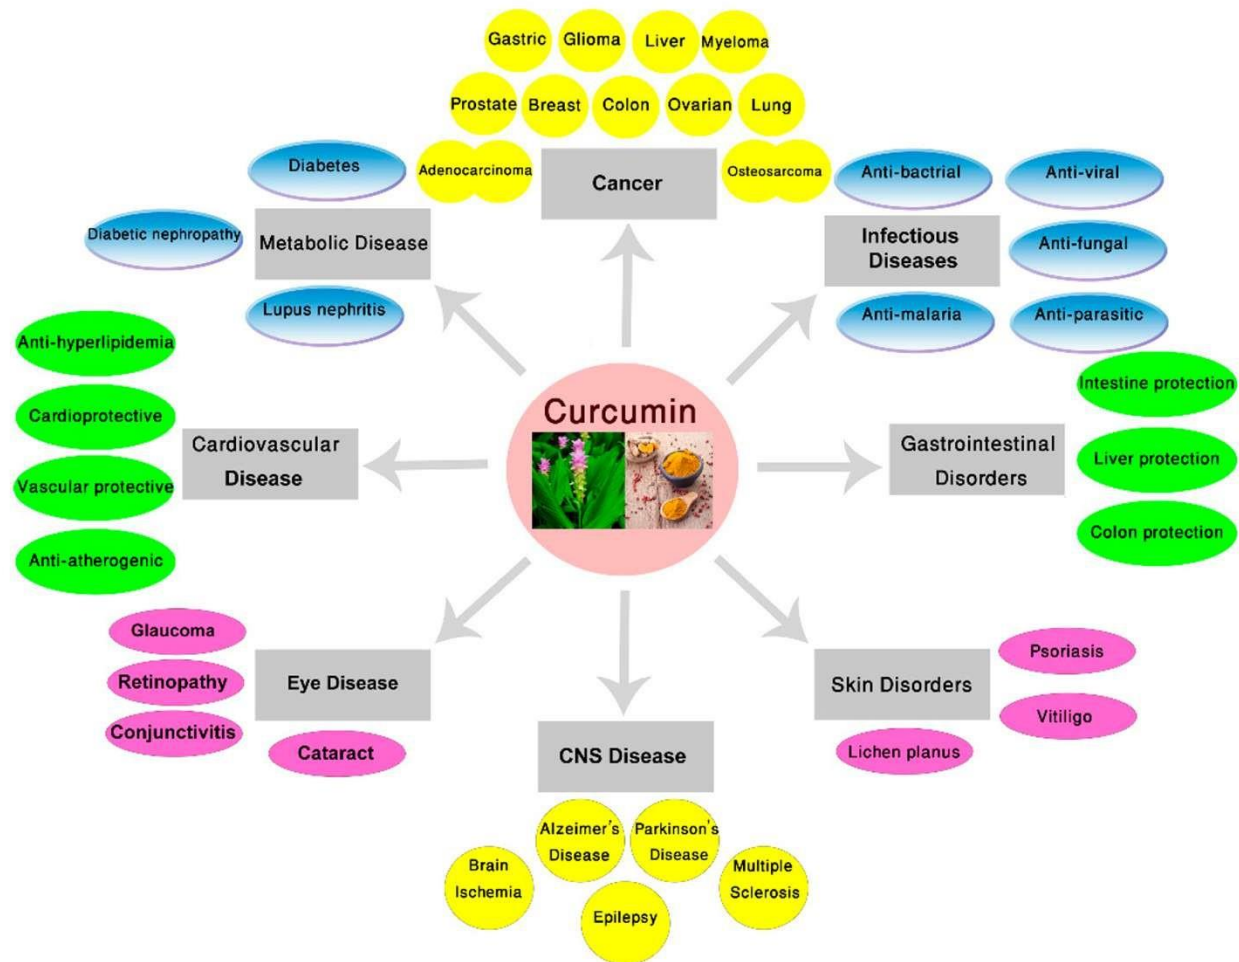 Gastric
Glioma
Liver
Myeloma
Prostate
Breast
Colon
Ovarian
Lung
Adenocarcinoma
Osteosarcoma
Cancer
Diabetes
Diabetic nephropathy
Metabolic Disease
Lupus nephritis
Anti-bactrial
Anti-viral
Infectious
Diseases
Anti-fungal
Anti-malaria
Anti-parasitic
Anti-hyperlipidemia
Cardioprotective
Vascular protective
Anti-atherogenic
Cardiovascular
Disease
Curcumin
Gastrointestinal
Disorders
Intestine protection
Liver protection
Colon protection
Glaucoma
Retinopathy
Conjunctivitis
Cataract
Eye Disease
CNS Disease
Skin Disorders
Psoriasis
Vitiligo
Lichen planus
Brain
Ischemia
Alzeimer's
Disease
Parkinson's
Disease
Multiple
Sclerosis
Epilepsy